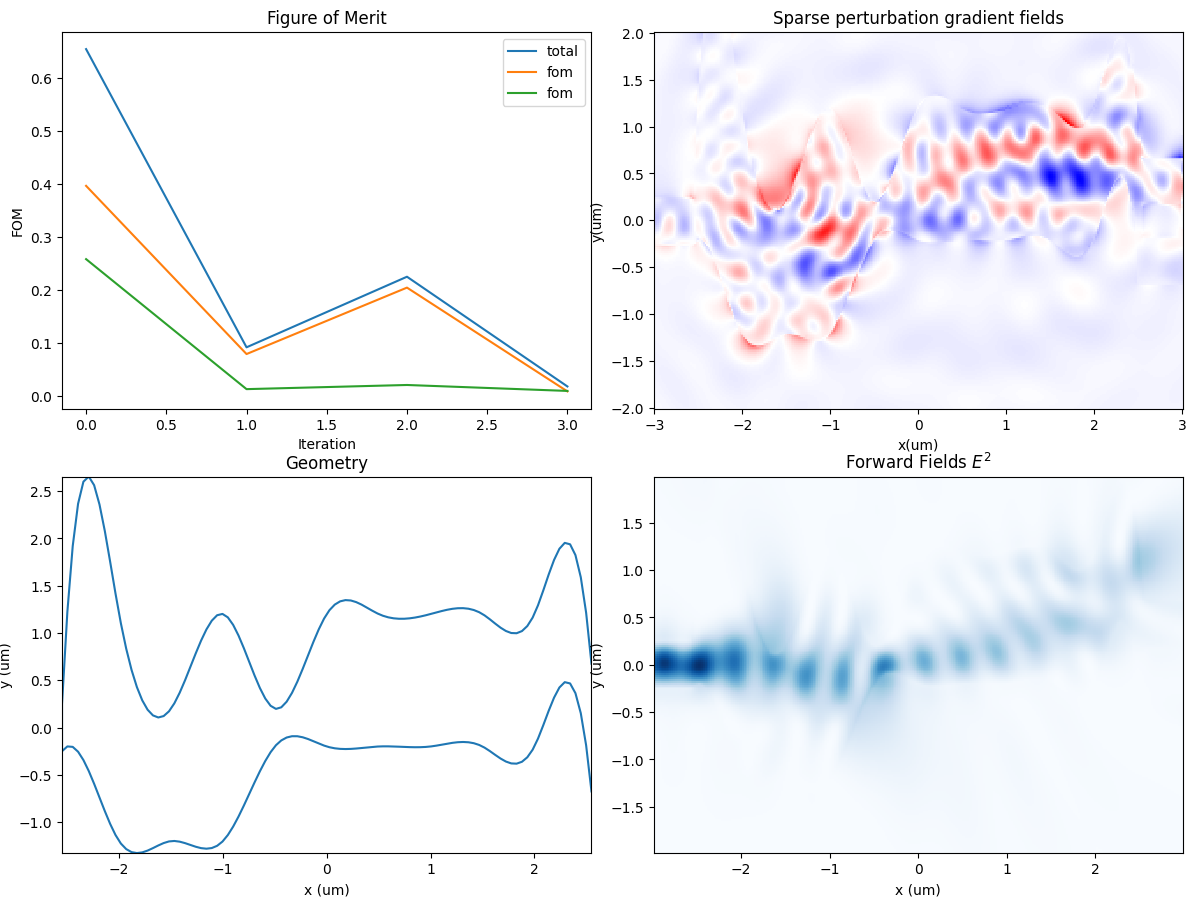 Figure of Merit
total
fom
fom
FOM
0.6
0.5
0.4
0.3
0.2
0.1
0.0
0.0 0.5 1.0 1.5 2.0 2.5 3.0
Iteration
Sparse perturbation gradient fields
y(um)
2.0
1.5
1.0
0.5
0.0
−0.5
−1.0
−1.5
−2.0
−3 −2 −1 0 1 2 3
x(um)
Geometry
y (um)
2.5
2.0
1.5
1.0
0.5
0.0
−0.5
−1.0
−2 −1 0 1 2
x (um)
Forward Fields E²
y (um)
1.5
1.0
0.5
0.0
−0.5
−1.0
−1.5
−2 −1 0 1 2
x (um)